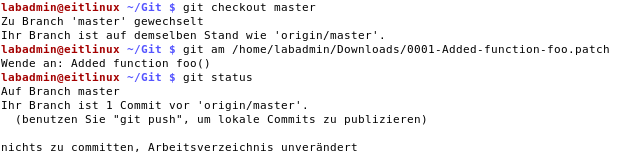 labadmin@eitlinux ~/Git $ git checkout master
Zu Branch 'master' gewechselt
Ihr Branch ist auf demselben Stand wie 'origin/master'.
labadmin@eitlinux ~/Git $ git am /home/labadmin/Downloads/0001-Added-function-foo.patch
Wende an: Added function foo()
labadmin@eitlinux ~/Git $ git status
Auf Branch master
Ihr Branch ist 1 Commit vor 'origin/master'.
  (benutzen Sie "git push", um lokale Commits zu publizieren)

nichts zu committen, Arbeitsverzeichnis unverändert